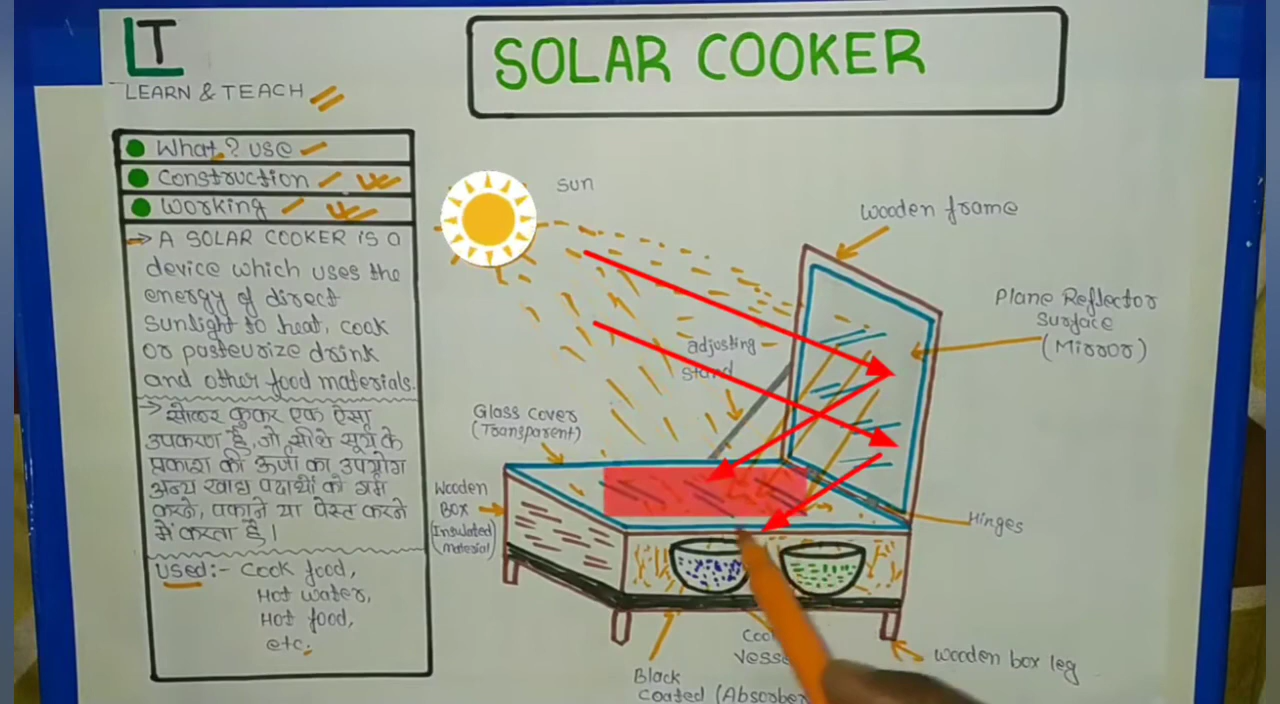 LT
LEARN & TEACH
SOLAR COOKER
What? use
Construction
Working
→ A SOLAR COOKER is a
device which uses the
energy of direct
sunlight to heat, cook
or pasteurize drink
and other food materials.
→ सोलर कुकर एक ऐसा
उपकरण है, जो सीधे सूर्य के
प्रकाश की ऊर्जा का उपयोग
अन्य खाद्य पदार्थों को गर्म
करने, पकाने या पेस्ट करने
में करता है।
Used:- Cook food,
Hot water,
Hot food,
etc.
Sun
Wooden frame
Plane Reflector
Surface
(Mirror)
adjusting
stand
Glass Cover
(Transparent)
Wooden
Box
(Insulated
Material)
Hinges
Wooden box leg
Black
Coated (Absorber